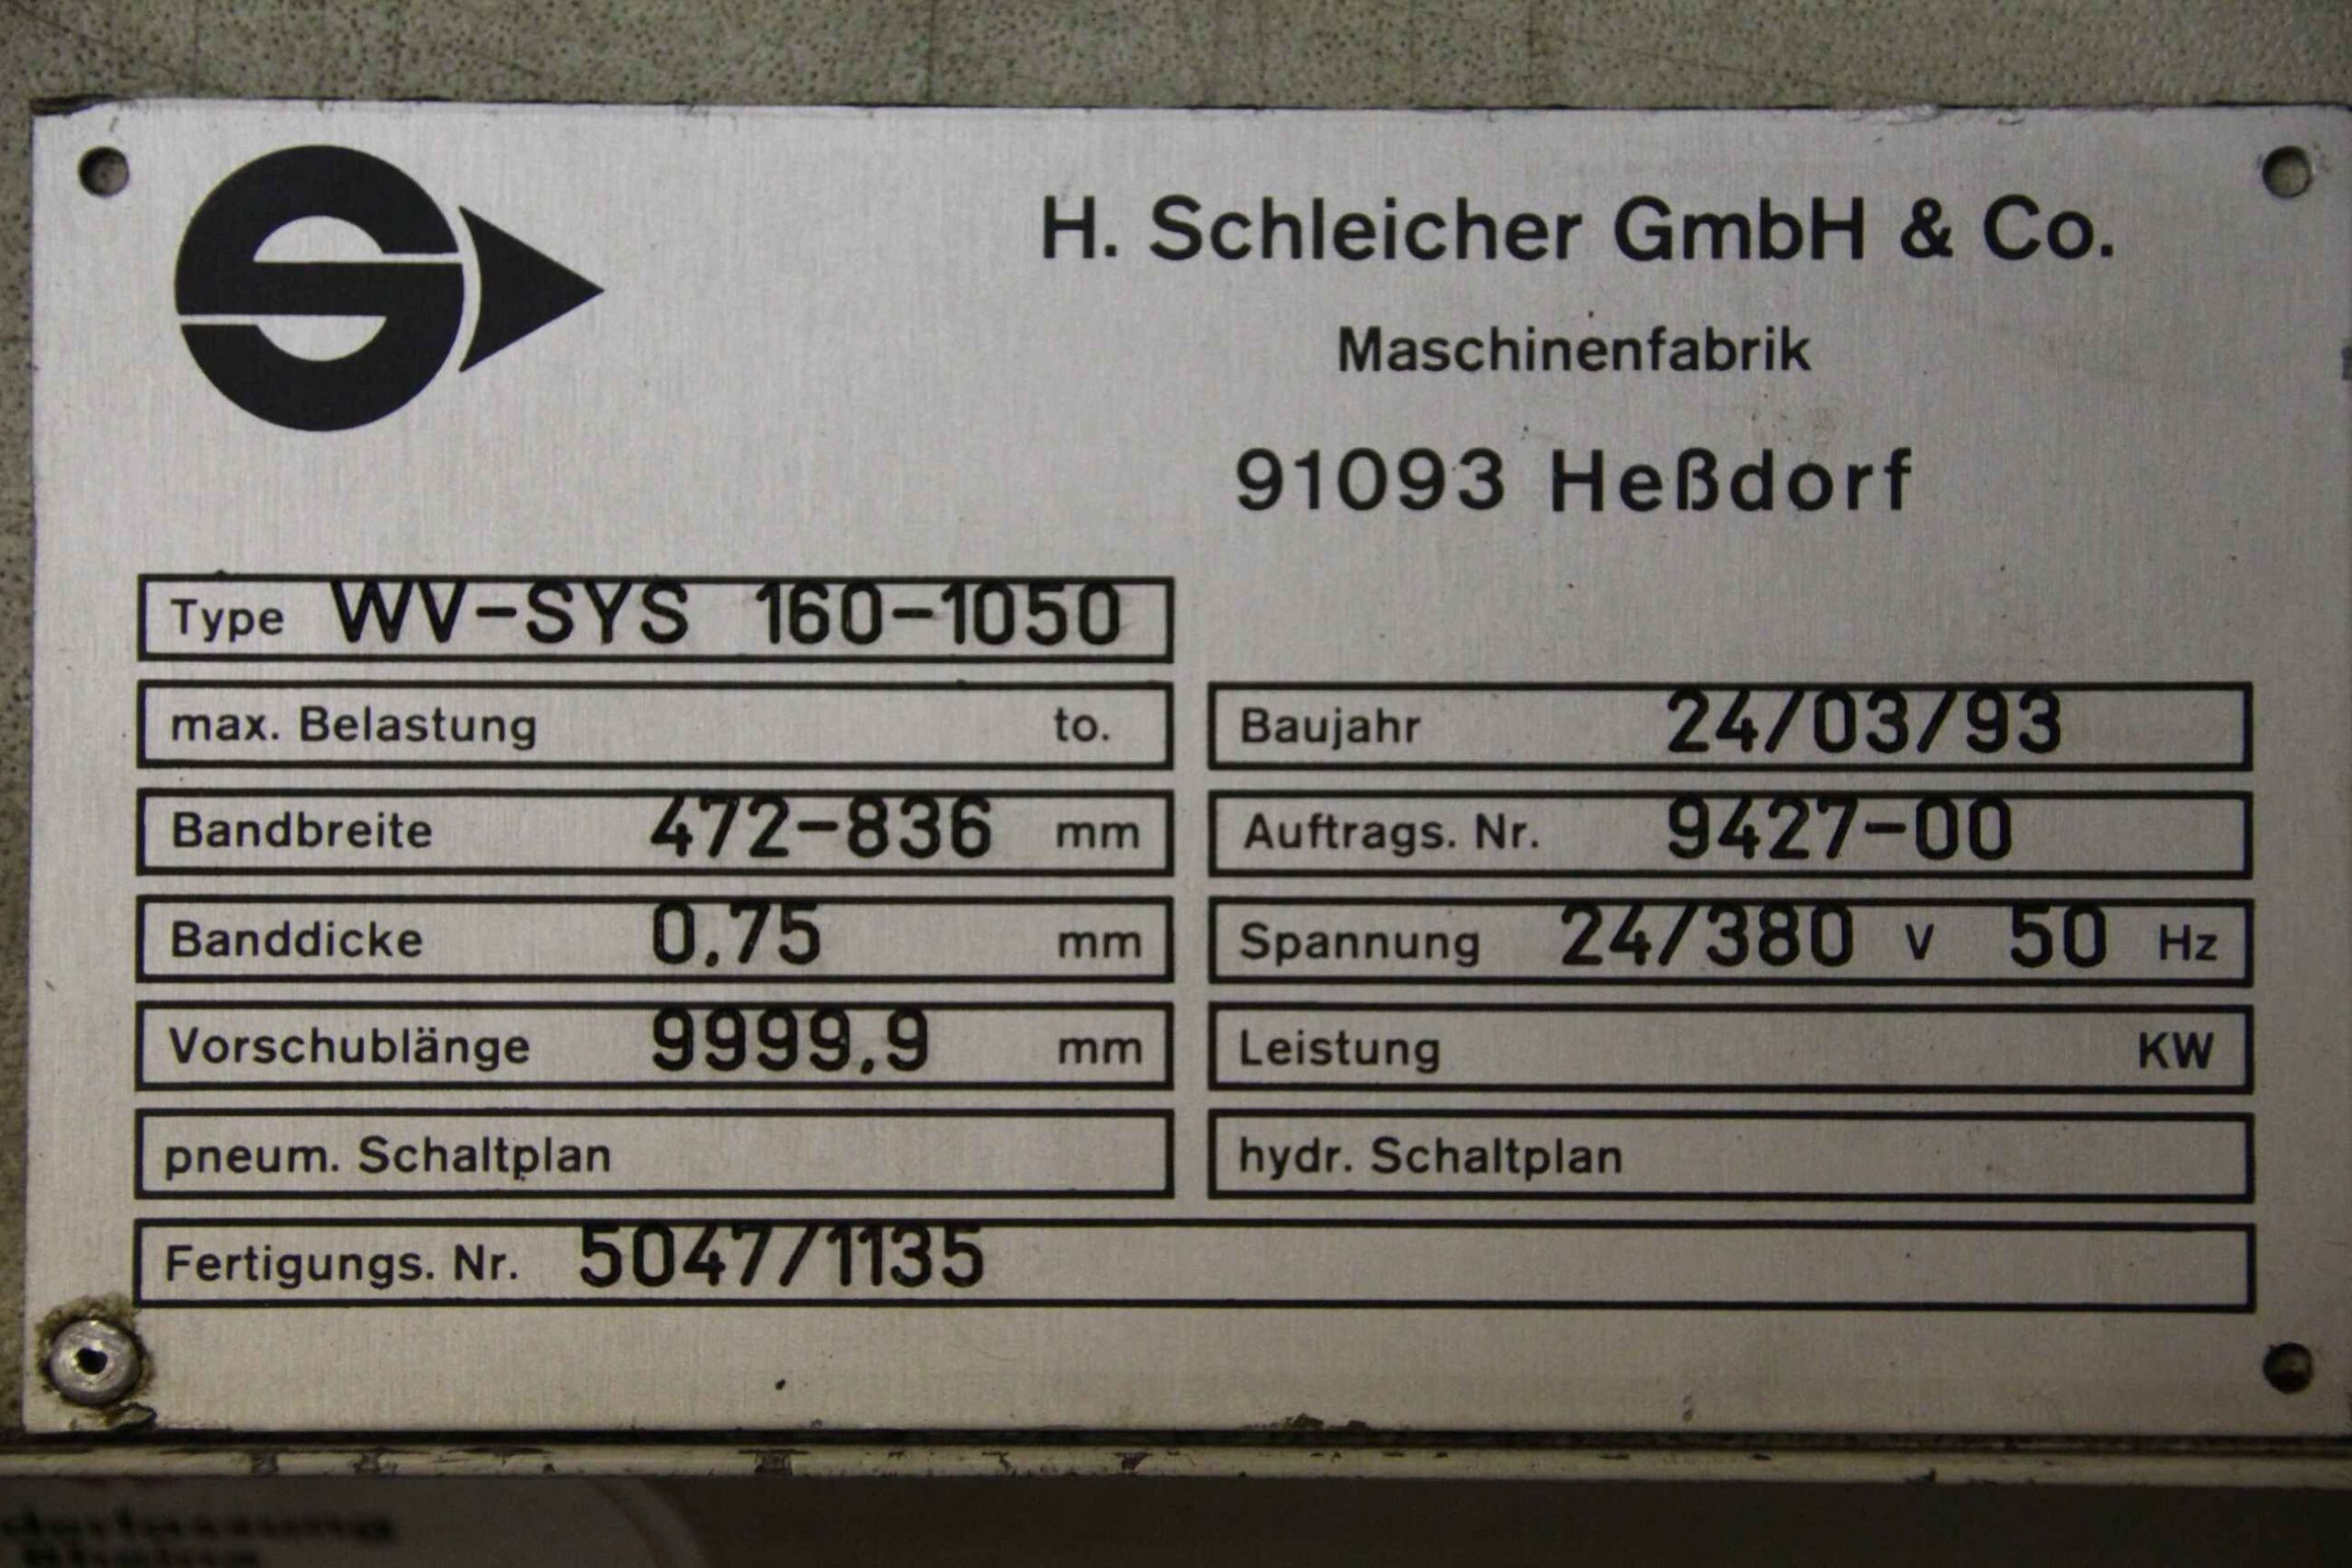 H. Schleicher GmbH & Co.
Maschinenfabrik
91093 Heßdorf
Type WV-SYS 160-1050
max. Belastung to.
Baujahr 24/03/93
Bandbreite 472-836 mm
Auftrags. Nr. 9427-00
Banddicke 0.75 mm
Spannung 24/380 V 50 Hz
Vorschublänge 9999.9 mm
Leistung KW
pneum. Schaltplan
hydr. Schaltplan
Fertigungs. Nr. 5047/1135